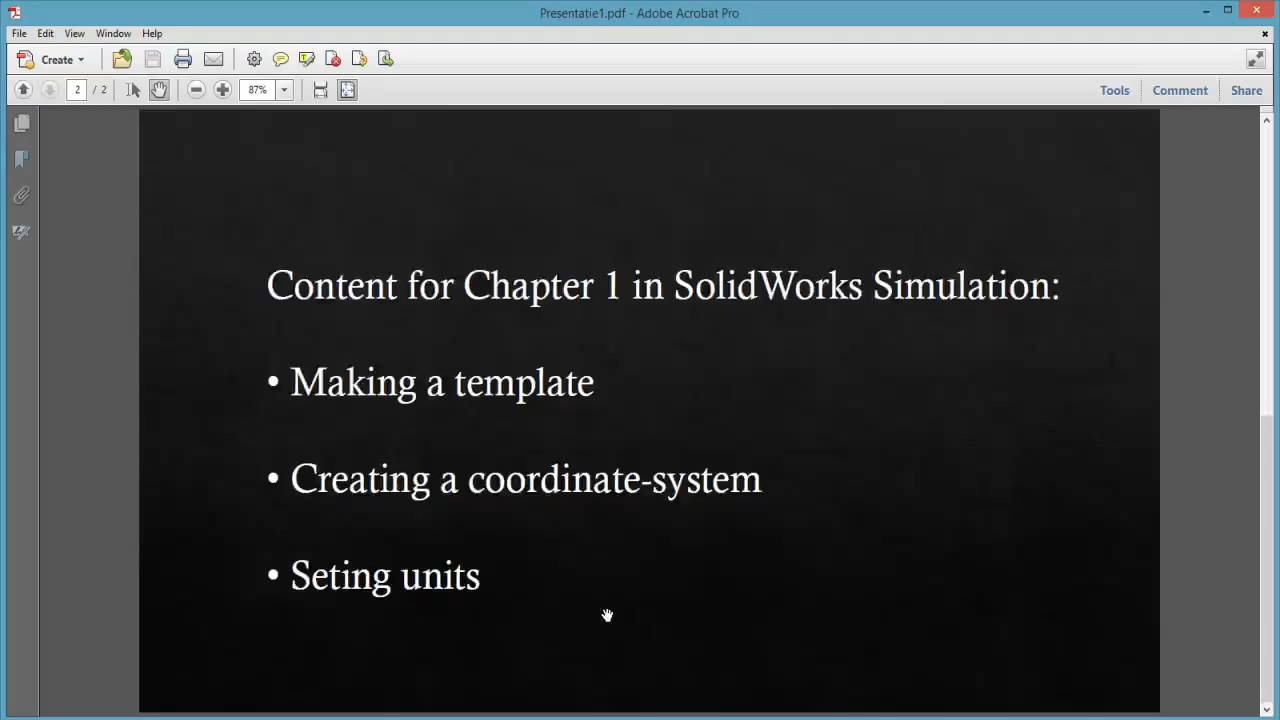 Presentatie1.pdf - Adobe Acrobat Pro
File Edit View Window Help
Create
2 / 2 87% Tools Comment Share
Content for Chapter 1 in SolidWorks Simulation:
• Making a template
• Creating a coordinate-system
• Seting units